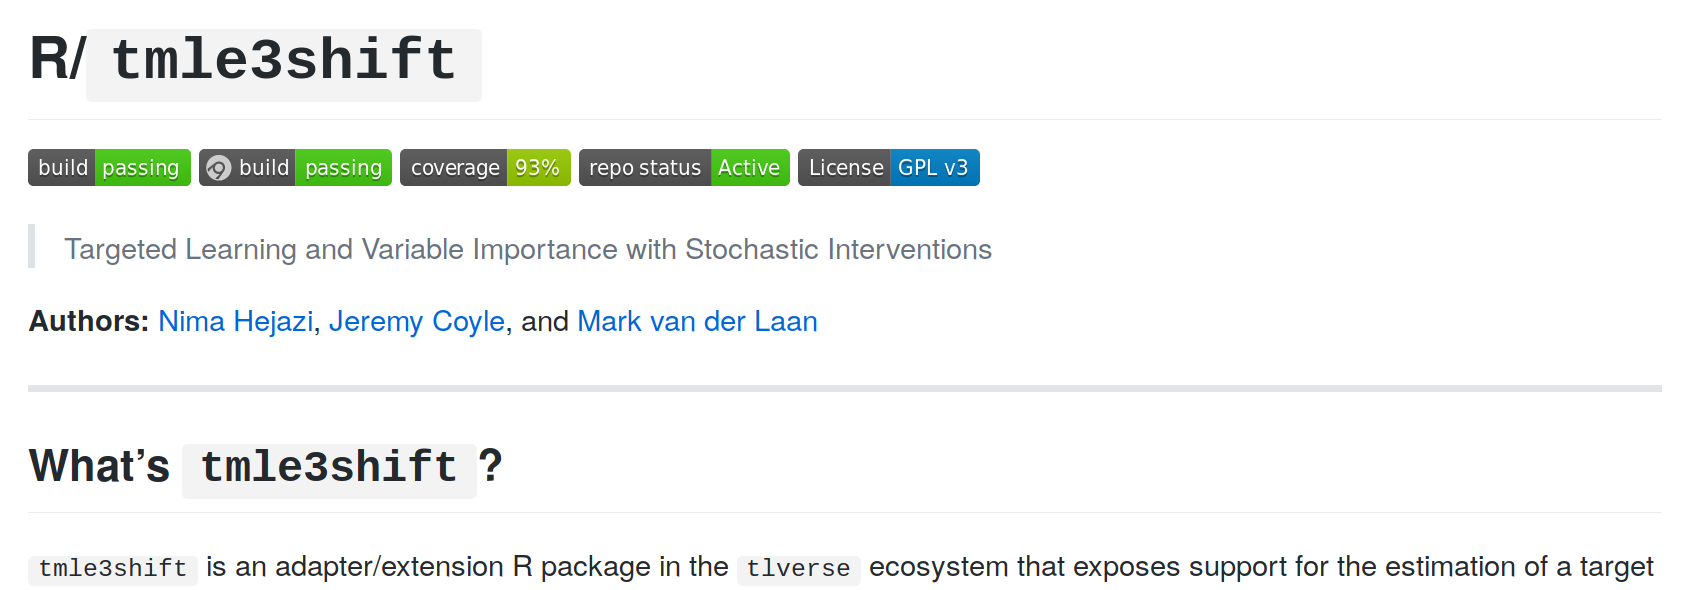 R/tmle3shift
build passing build passing coverage 93% repo status Active License GPL v3
Targeted Learning and Variable Importance with Stochastic Interventions
Authors: Nima Hejazi, Jeremy Coyle, and Mark van der Laan
What’s tmle3shift?
tmle3shift is an adapter/extension R package in the tlverse ecosystem that exposes support for the estimation of a target